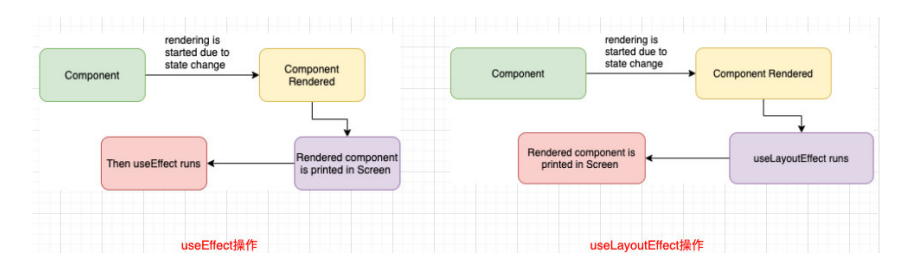 rendering is
started due to
state change
Component
Component
Rendered
Then useEffect runs
Rendered component
is printed in Screen
useEffect操作
rendering is
started due to
state change
Component
Component Rendered
Rendered component is
printed in Screen
useLayoutEffect runs
useLayoutEffect操作